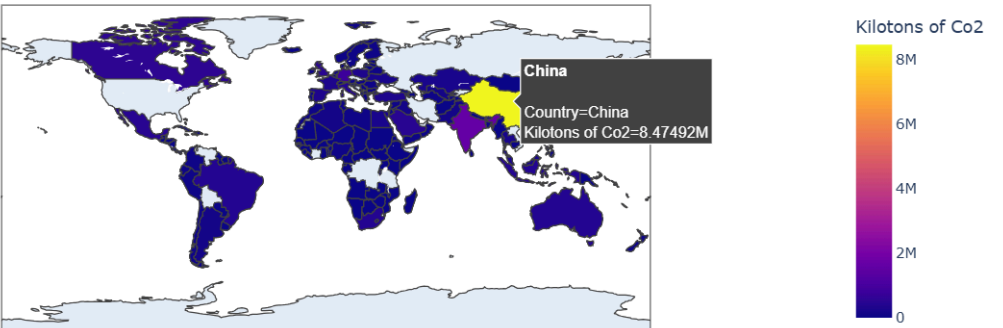 Kilotons of Co2
China
Country=China
Kilotons of Co2=8.47492M
8M
6M
4M
2M
0